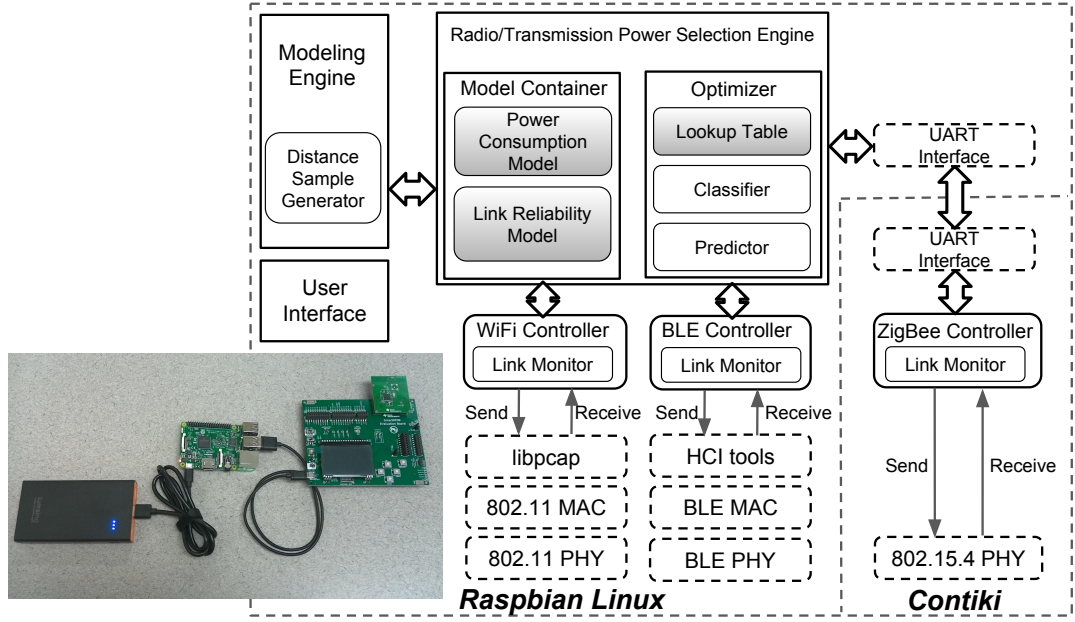 Modeling
Engine
Distance
Sample
Generator
User
Interface
Radio/Transmission Power Selection Engine
Model Container
Power
Consumption
Model
Link Reliability
Model
Optimizer
Lookup Table
Classifier
Predictor
UART
Interface
UART
Interface
WiFi Controller
Link Monitor
Send
Receive
libpcap
802.11 MAC
802.11 PHY
BLE Controller
Link Monitor
Send
Receive
HCI tools
BLE MAC
BLE PHY
ZigBee Controller
Link Monitor
Send
Receive
802.15.4 PHY
Raspbian Linux
Contiki